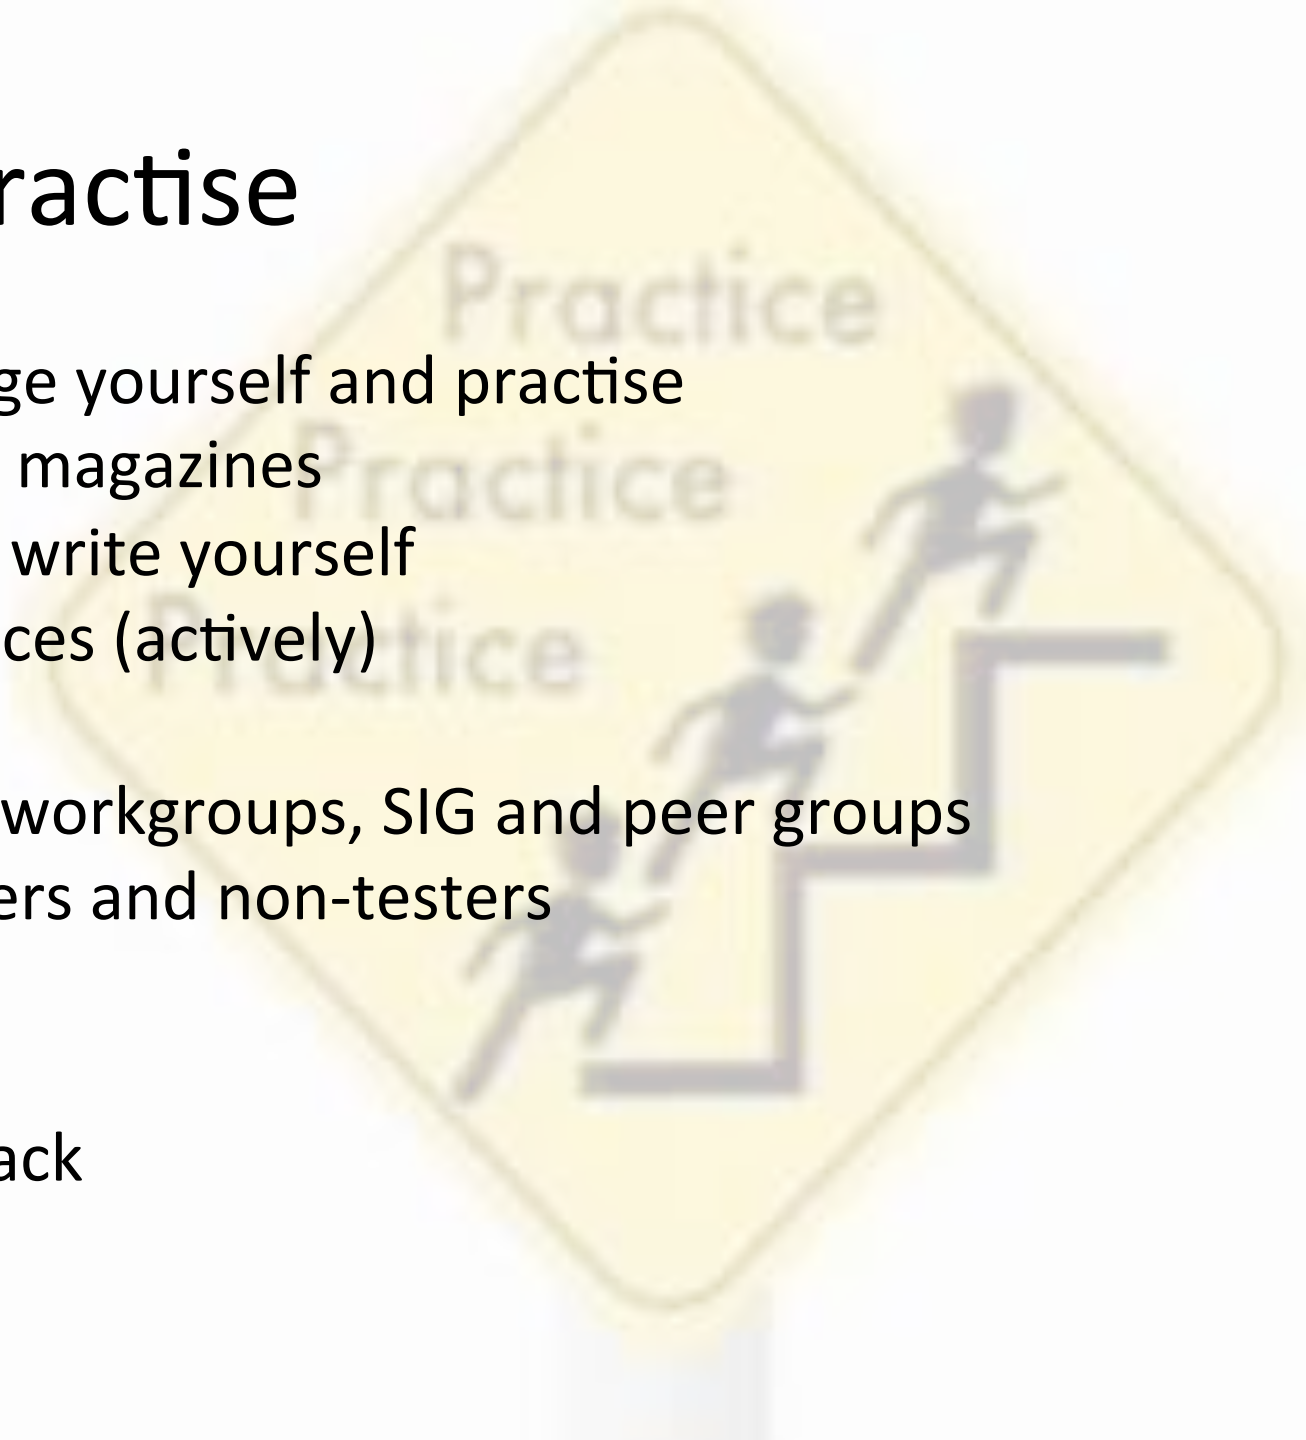 ractise
Practice
ge yourself and practise
magazines
Practice
write yourself
ces (actively)
Practice
workgroups, SIG and peer groups
ers and non-testers
ack